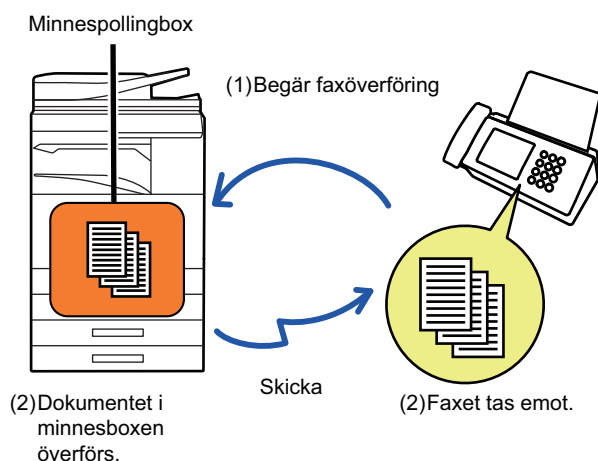 Minnespollingbox
(1)Begär faxöverföring
Skicka
(2)Dokumentet i
minnesboxen
överförs.
(2)Faxet tas emot.